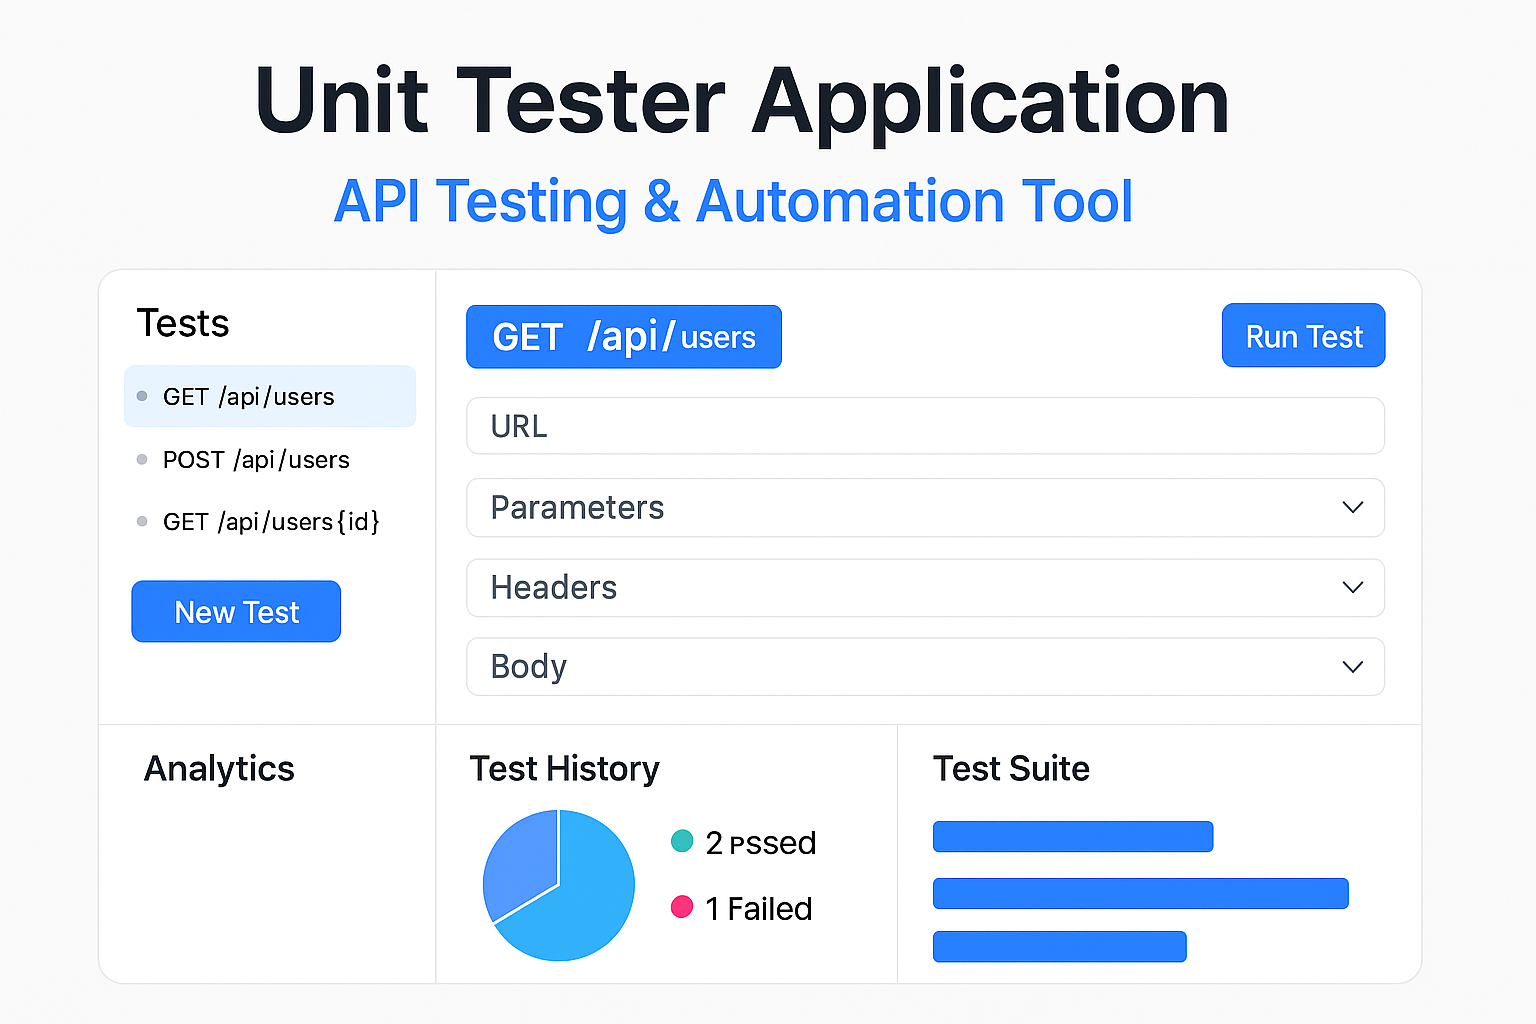 Unit Tester Application
API Testing & Automation Tool
Tests
GET /api/users
POST /api/users
GET /api/users{id}
New Test
GET /api/users
Run Test
URL
Parameters
Headers
Body
Analytics
Test History
2 ᴘssed
1 Failed
Test Suite